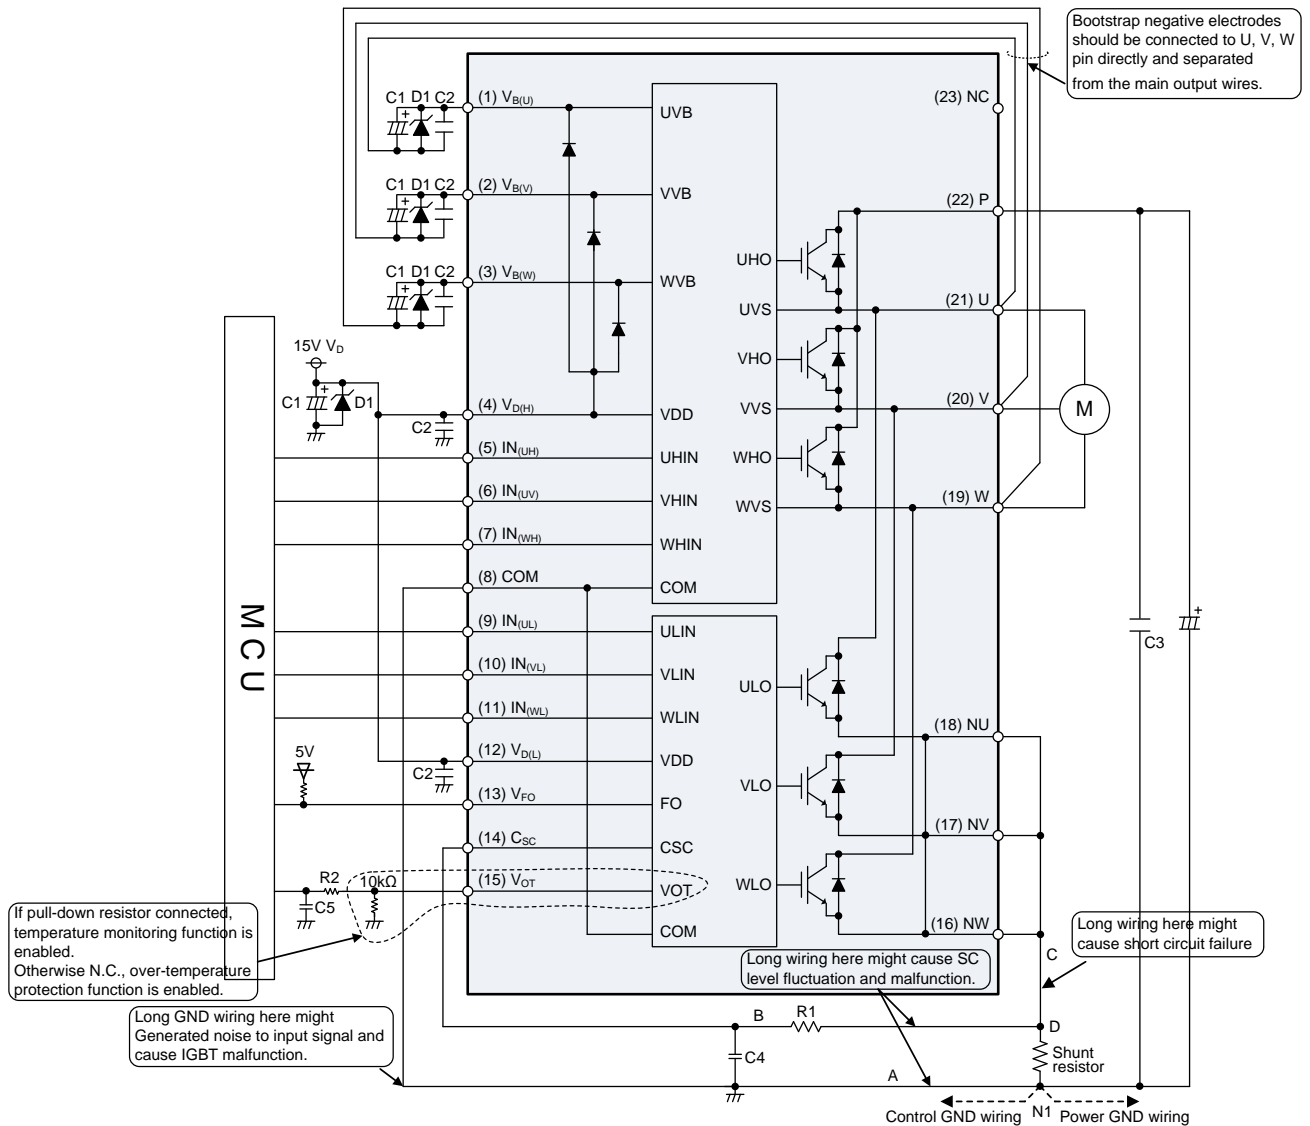 Bootstrap negative electrodes
should be connected to U, V, W
pin directly and separated
from the main output wires.
C1 D1 C2
+
(1) VB(U)
UVB
(23) NC
C1 D1 C2
+
(2) VB(V)
VVB
(22) P
UHO
C1 D1 C2
+
(3) VB(W)
WVB
(21) U
UVS
15V VD
VHO
C1
+
D1
C2
(4) VD(H)
VDD
VVS
(20) V
M
(5) IN(UH)
UHIN
WHO
(6) IN(UV)
VHIN
WVS
(19) W
(7) IN(WH)
WHIN
(8) COM
COM
MCU
(9) IN(UL)
ULIN
+
C3
(10) IN(VL)
VLIN
ULO
(11) IN(WL)
WLIN
(18) NU
5V
C2
(12) VD(L)
VDD
VLO
(13) VFO
FO
(17) NV
(14) CSC
CSC
R2
10kΩ
C5
(15) VOT
VOT
WLO
COM
(16) NW
If pull-down resistor connected,
temperature monitoring function is
enabled.
Otherwise N.C., over-temperature
protection function is enabled.
Long wiring here might
cause short circuit failure
C
Long wiring here might cause SC
level fluctuation and malfunction.
Long GND wiring here might
Generated noise to input signal and
cause IGBT malfunction.
B
R1
D
C4
Shunt
resistor
A
Control GND wiring
N1
Power GND wiring